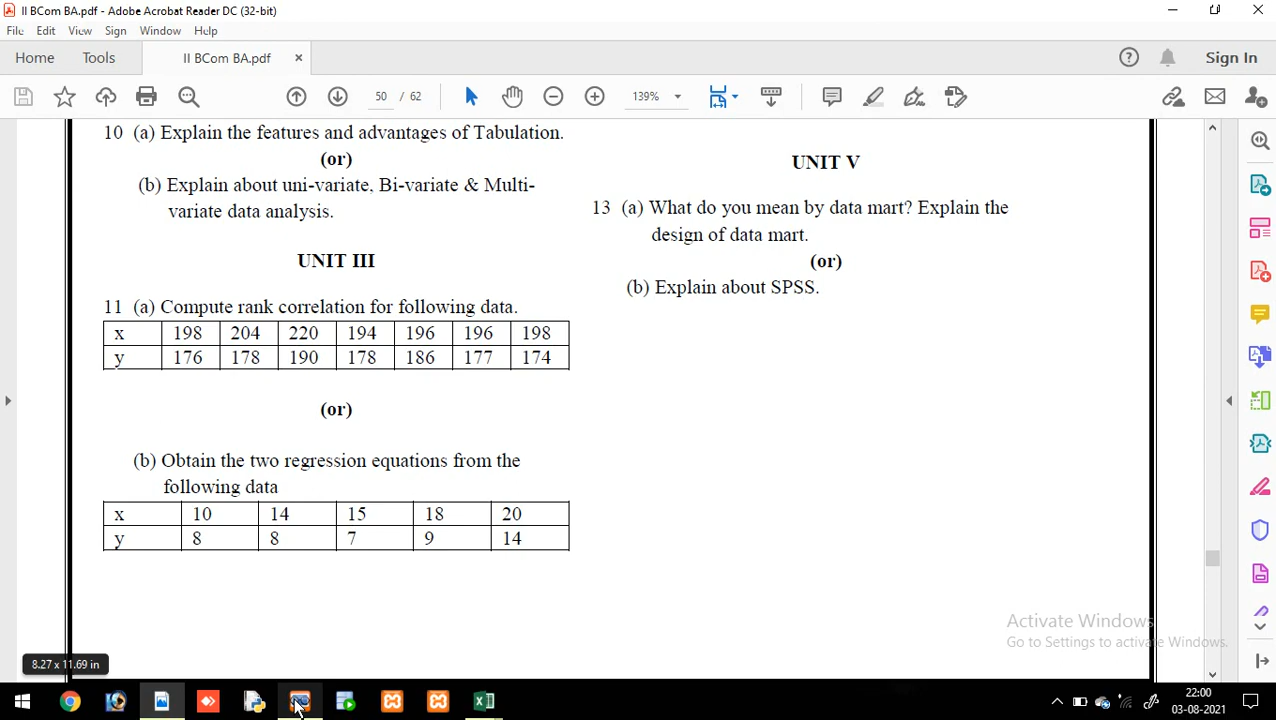 II BCom BA.pdf - Adobe Acrobat Reader DC (32-bit)
File Edit View Sign Window Help
Home Tools II BCom BA.pdf × Sign In
50 / 62 139%
10 (a) Explain the features and advantages of Tabulation.
(or)
(b) Explain about uni-variate, Bi-variate & Multi-
variate data analysis.
UNIT III
11 (a) Compute rank correlation for following data.
x 198 204 220 194 196 196 198
y 176 178 190 178 186 177 174
(or)
(b) Obtain the two regression equations from the
following data
x 10 14 15 18 20
y 8 8 7 9 14
UNIT V
13 (a) What do you mean by data mart? Explain the
design of data mart.
(or)
(b) Explain about SPSS.
Activate Windows
Go to Settings to activate Windows.
8.27 x 11.69 in
22:00
03-08-2021